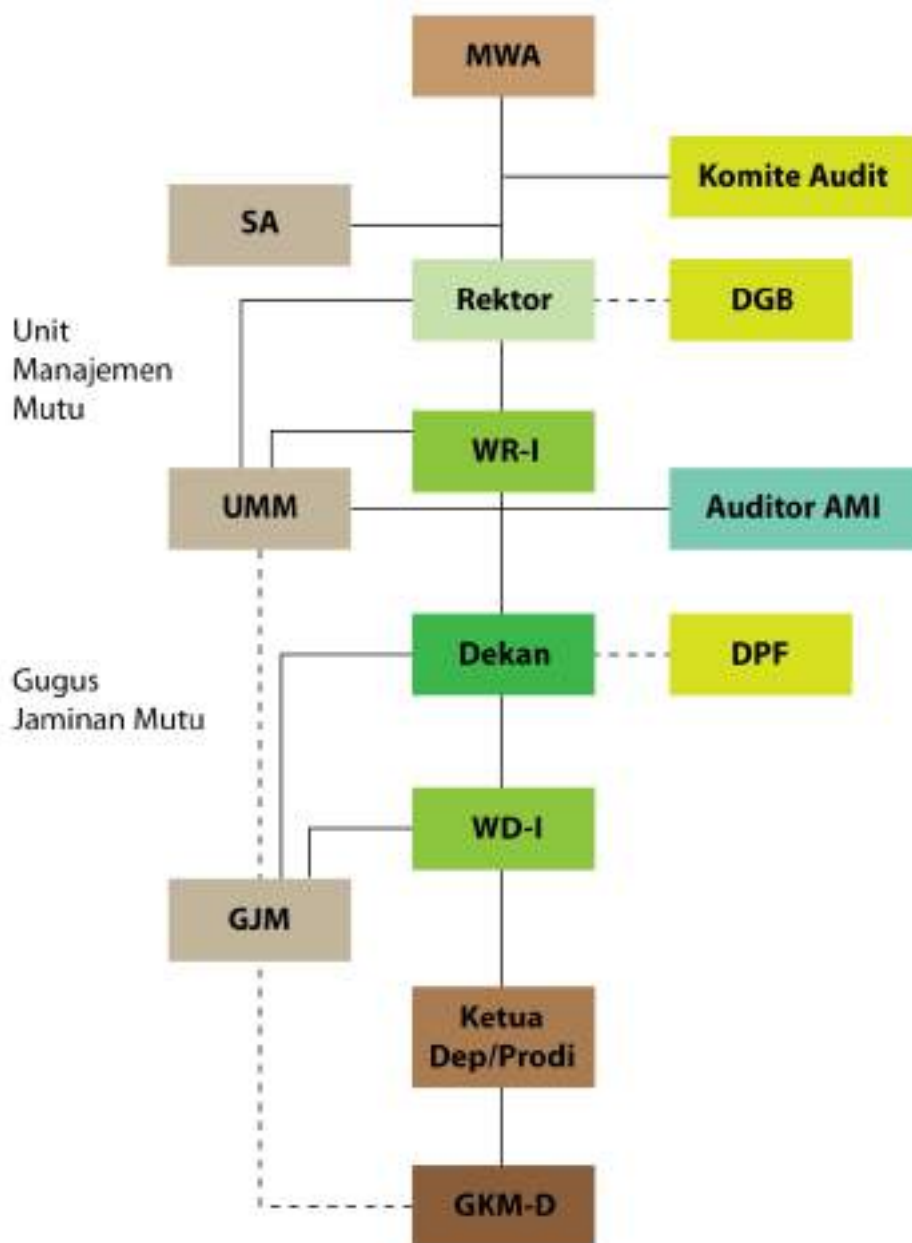 MWA
Komite Audit
SA
Rektor
DGB
Unit
Manajemen
Mutu
WR-I
UMM
Auditor AMI
Dekan
DPF
Gugus
Jaminan Mutu
WD-I
GJM
Ketua
Dep/Prodi
GKM-D